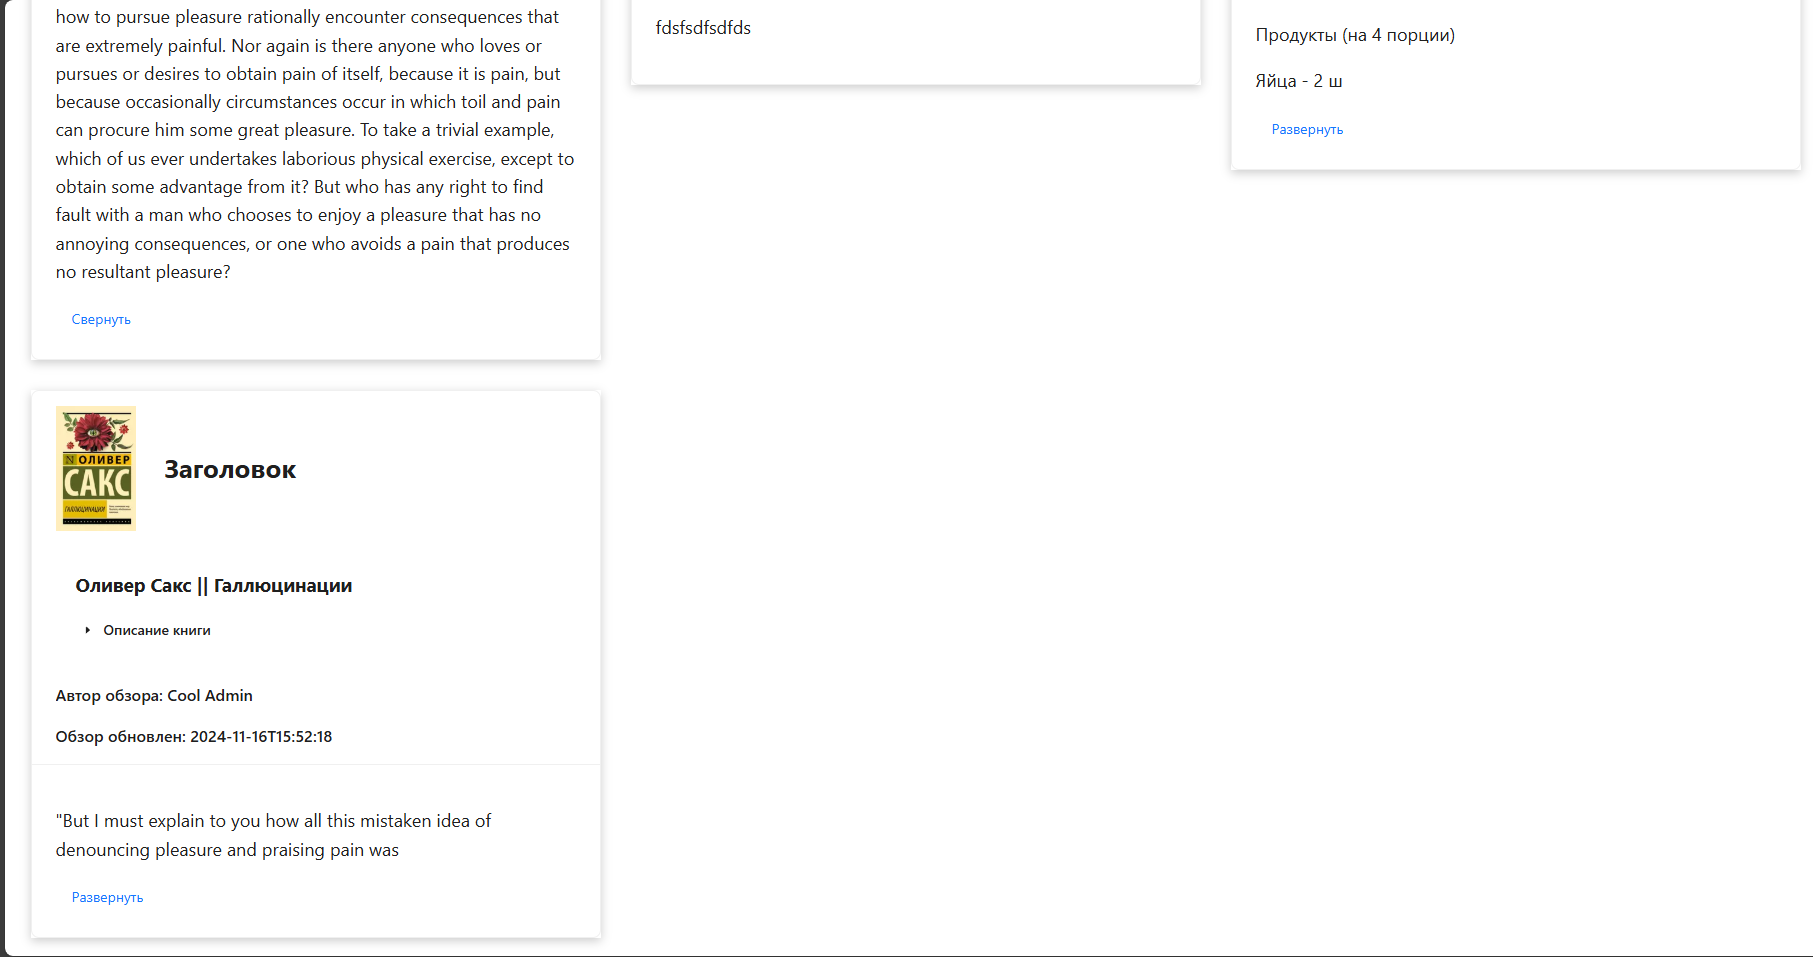 how to pursue pleasure rationally encounter consequences that
are extremely painful. Nor again is there anyone who loves or
pursues or desires to obtain pain of itself, because it is pain, but
because occasionally circumstances occur in which toil and pain
can procure him some great pleasure. To take a trivial example,
which of us ever undertakes laborious physical exercise, except to
obtain some advantage from it? But who has any right to find
fault with a man who chooses to enjoy a pleasure that has no
annoying consequences, or one who avoids a pain that produces
no resultant pleasure?
Свернуть
fdsfsdfsdfds
Продукты (на 4 порции)
Яйца - 2 ш
Развернуть
ОЛИВЕР
САКС
ГАЛЛЮЦИНАЦИИ
Заголовок
Оливер Сакс || Галлюцинации
Описание книги
Автор обзора: Cool Admin
Обзор обновлен: 2024-11-16T15:52:18
"But I must explain to you how all this mistaken idea of
denouncing pleasure and praising pain was
Развернуть